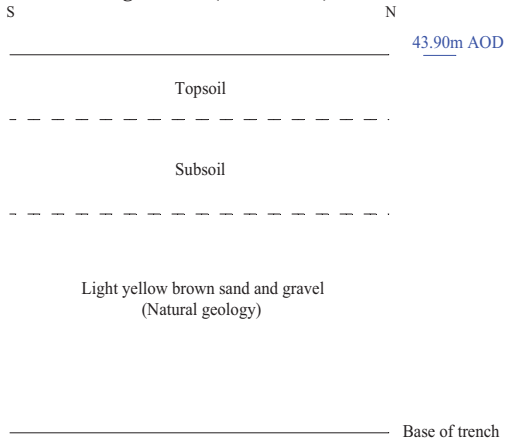 S N
43.90m AOD
Topsoil
Subsoil
Light yellow brown sand and gravel
(Natural geology)
Base of trench